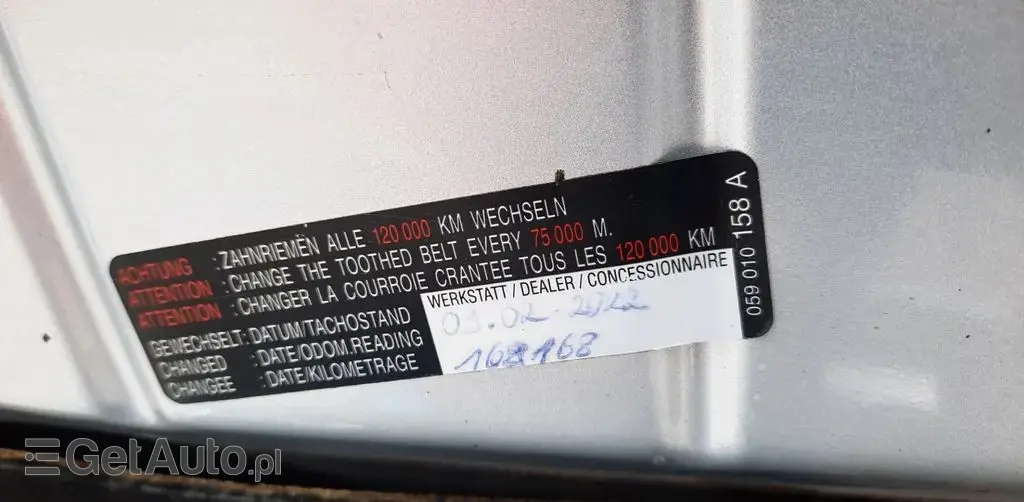 ACHTUNG : ZAHNRIEMEN ALLE 120 000 KM WECHSELN
ATTENTION : CHANGE THE TOOTHED BELT EVERY 75 000 M.
ATTENTION : CHANGER LA COURROIE CRANTEE TOUS LES 120 000 KM
GEWECHSELT: DATUM/TACHOSTAND
CHANGED : DATE/ODOM.READING
CHANGEE : DATE/KILOMETRAGE
WERKSTATT / DEALER / CONCESSIONNAIRE
168168
059 010 158 A
GetAuto.pl